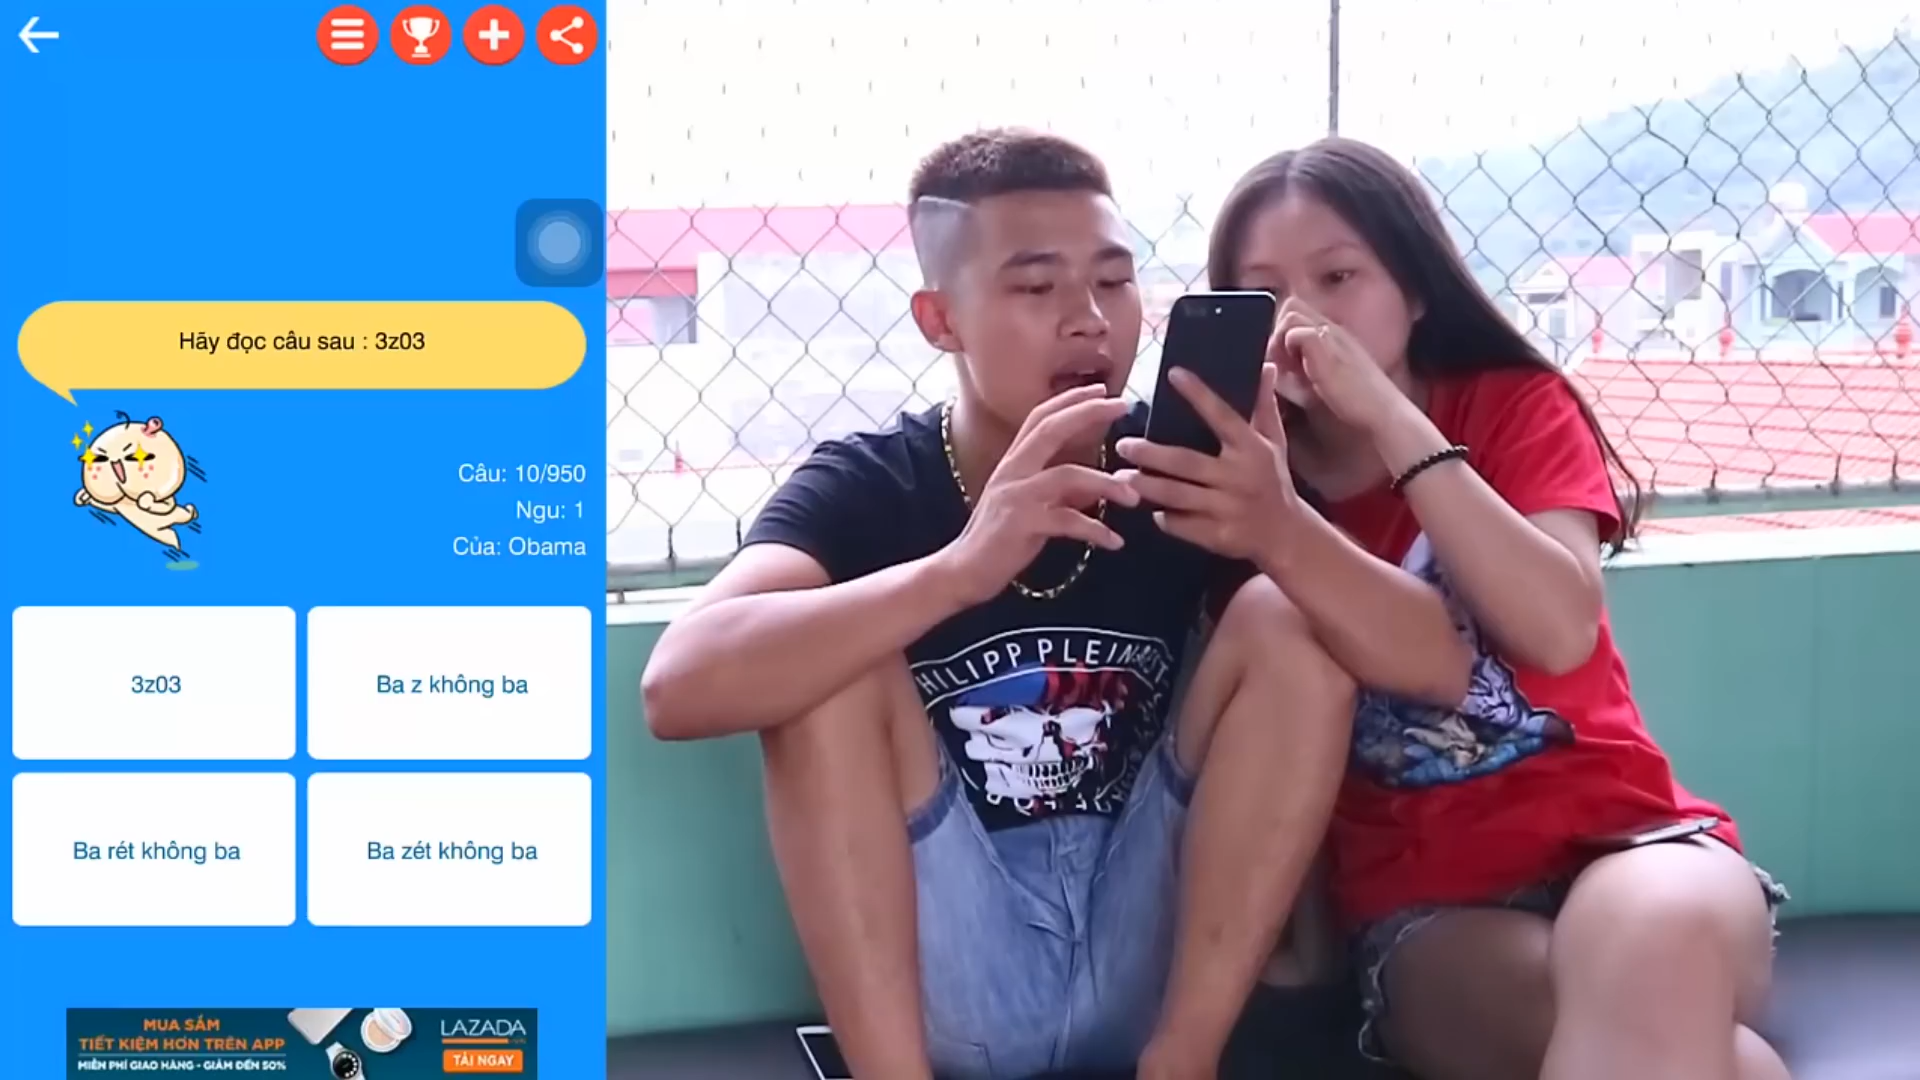 Hãy đọc câu sau : 3z03
Câu: 10/950
Ngu: 1
Của: Obama
3z03
Ba z không ba
Ba rét không ba
Ba zét không ba
MUA SẮM
TIẾT KIỆM HƠN TRÊN APP
MIỄN PHÍ GIAO HÀNG - GIẢM ĐẾN 50%
LAZADA
TẢI NGAY
PHILIPP PLEIN